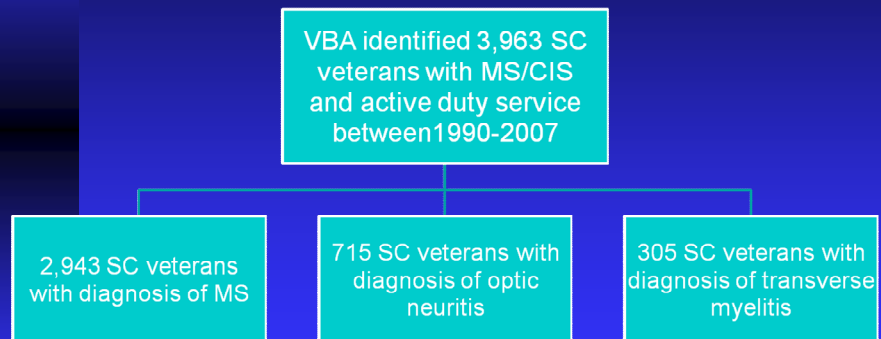 VBA identified 3,963 SC
veterans with MS/CIS
and active duty service
between1990-2007
2,943 SC veterans
with diagnosis of MS
715 SC veterans with
diagnosis of optic
neuritis
305 SC veterans with
diagnosis of transverse
myelitis